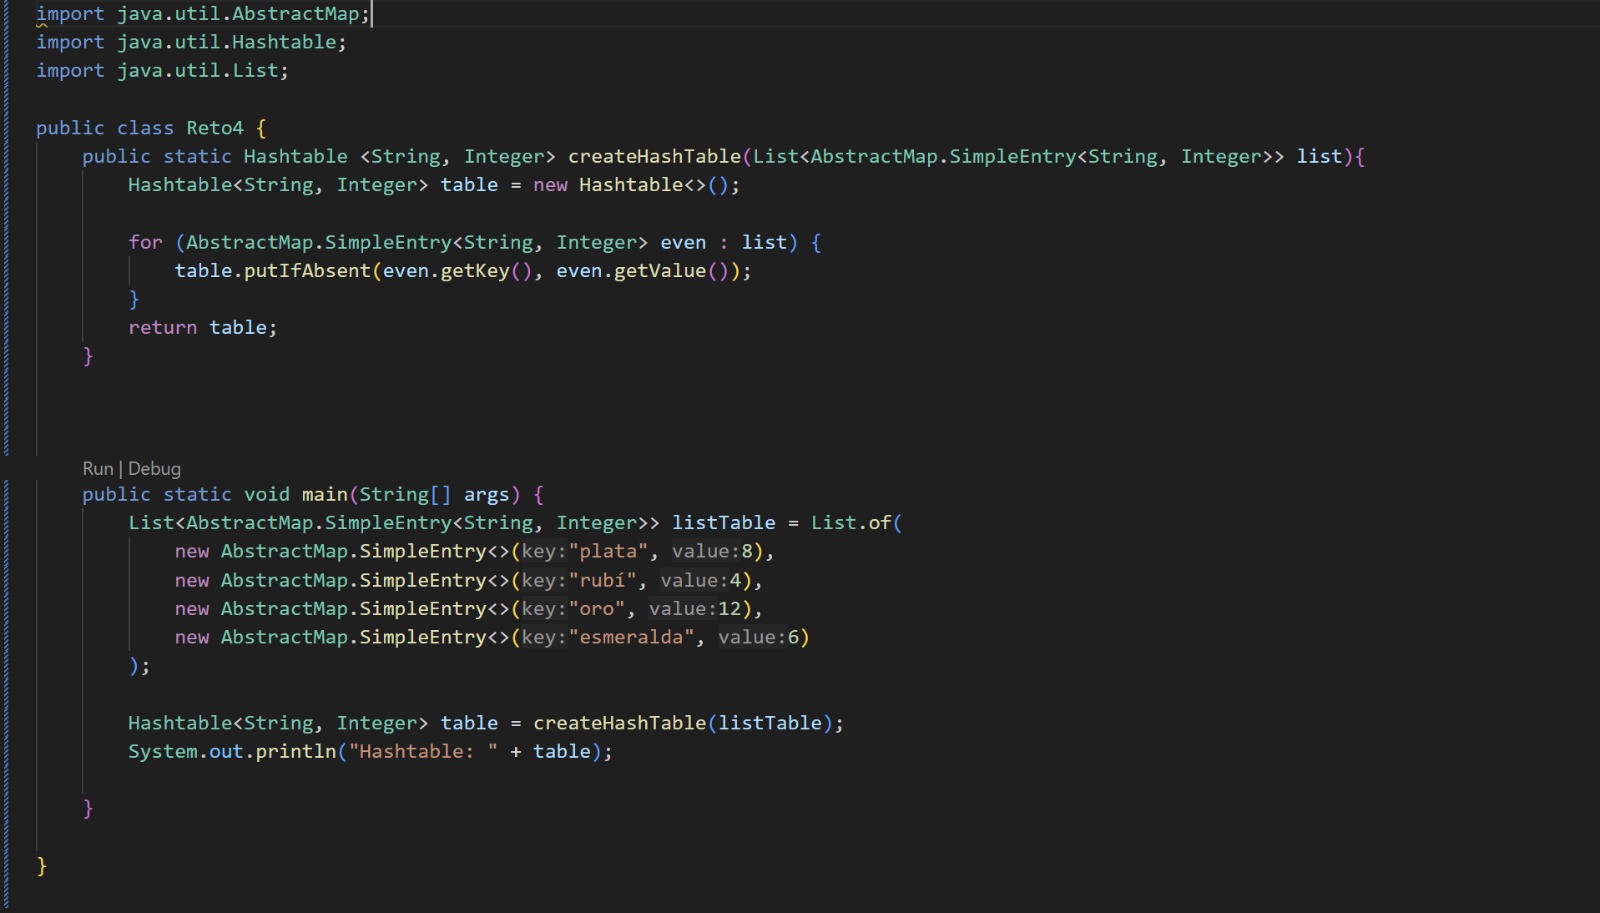 import java.util.AbstractMap;
import java.util.Hashtable;
import java.util.List;
public class Reto4 {
public static Hashtable <String, Integer> createHashTable(List<AbstractMap.SimpleEntry<String, Integer>> list){
Hashtable<String, Integer> table = new Hashtable<>();
for (AbstractMap.SimpleEntry<String, Integer> even : list) {
table.putIfAbsent(even.getKey(), even.getValue());
}
return table;
}
Run | Debug
public static void main(String[] args) {
List<AbstractMap.SimpleEntry<String, Integer>> listTable = List.of(
new AbstractMap.SimpleEntry<>(key:"plata", value:8),
new AbstractMap.SimpleEntry<>(key:"rubí", value:4),
new AbstractMap.SimpleEntry<>(key:"oro", value:12),
new AbstractMap.SimpleEntry<>(key:"esmeralda", value:6)
);
Hashtable<String, Integer> table = createHashTable(listTable);
System.out.println("Hashtable: " + table);
}
}